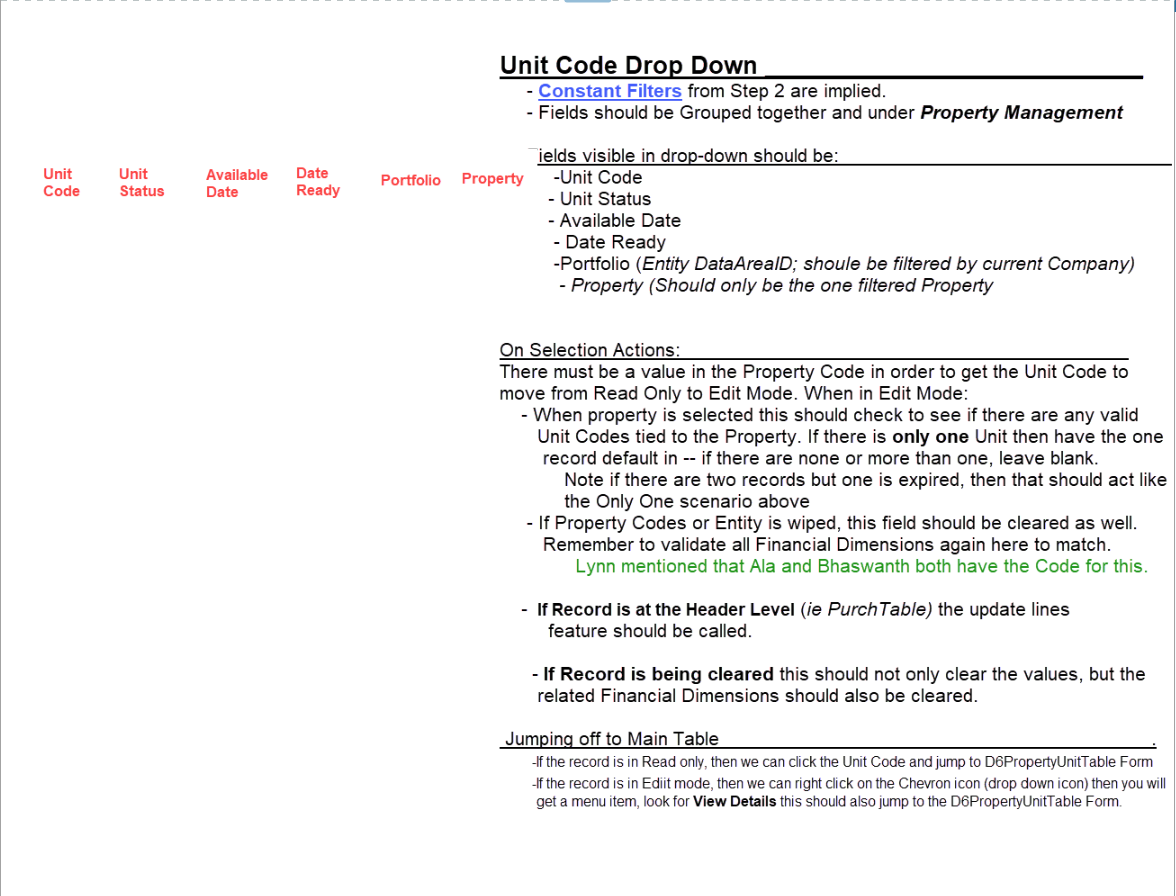 Unit Code Drop Down
- Constant Filters from Step 2 are implied.
- Fields should be Grouped together and under Property Management
ields visible in drop-down should be:
Unit Code
Unit Status
Available Date
Date Ready
Portfolio
Property
-Unit Code
- Unit Status
- Available Date
- Date Ready
-Portfolio (Entity DataAreaID; shoule be filtered by current Company)
- Property (Should only be the one filtered Property
On Selection Actions:
There must be a value in the Property Code in order to get the Unit Code to
move from Read Only to Edit Mode. When in Edit Mode:
- When property is selected this should check to see if there are any valid
Unit Codes tied to the Property. If there is only one Unit then have the one
record default in -- if there are none or more than one, leave blank.
Note if there are two records but one is expired, then that should act like
the Only One scenario above
- If Property Codes or Entity is wiped, this field should be cleared as well.
Remember to validate all Financial Dimensions again here to match.
Lynn mentioned that Ala and Bhaswanth both have the Code for this.
- If Record is at the Header Level (ie PurchTable) the update lines
feature should be called.
- If Record is being cleared this should not only clear the values, but the
related Financial Dimensions should also be cleared.
Jumping off to Main Table .
-If the record is in Read only, then we can click the Unit Code and jump to D6PropertyUnitTable Form
-If the record is in Ediit mode, then we can right click on the Chevron icon (drop down icon) then you will
get a menu item, look for View Details this should also jump to the D6PropertyUnitTable Form.